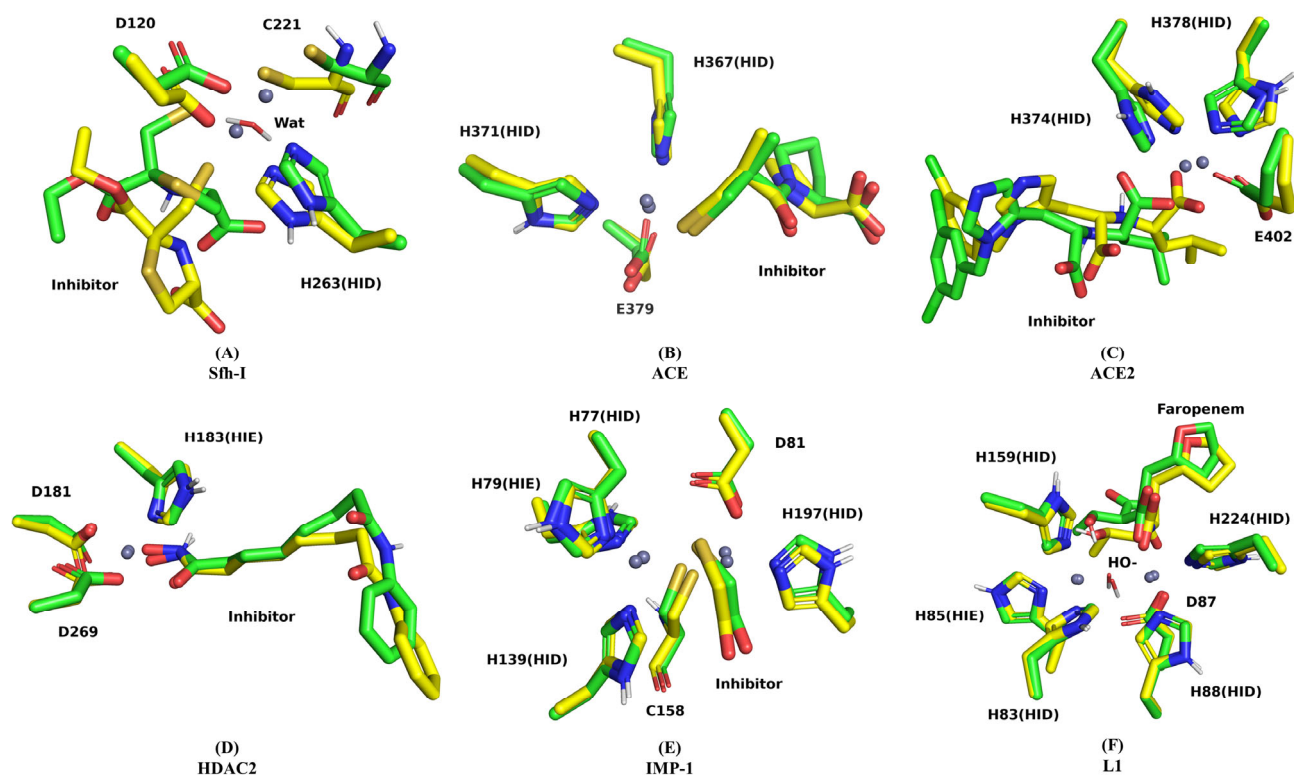 D120
C221
Wat
H263(HID)
Inhibitor
(A)
Sfh-I
H367(HID)
H371(HID)
E379
Inhibitor
(B)
ACE
H378(HID)
H374(HID)
E402
Inhibitor
(C)
ACE2
H183(HIE)
D181
D269
Inhibitor
(D)
HDAC2
H77(HID)
D81
H79(HIE)
H197(HID)
H139(HID)
C158
Inhibitor
(E)
IMP-1
Faropenem
H159(HID)
H224(HID)
HO-
H85(HIE)
D87
H83(HID)
H88(HID)
(F)
L1